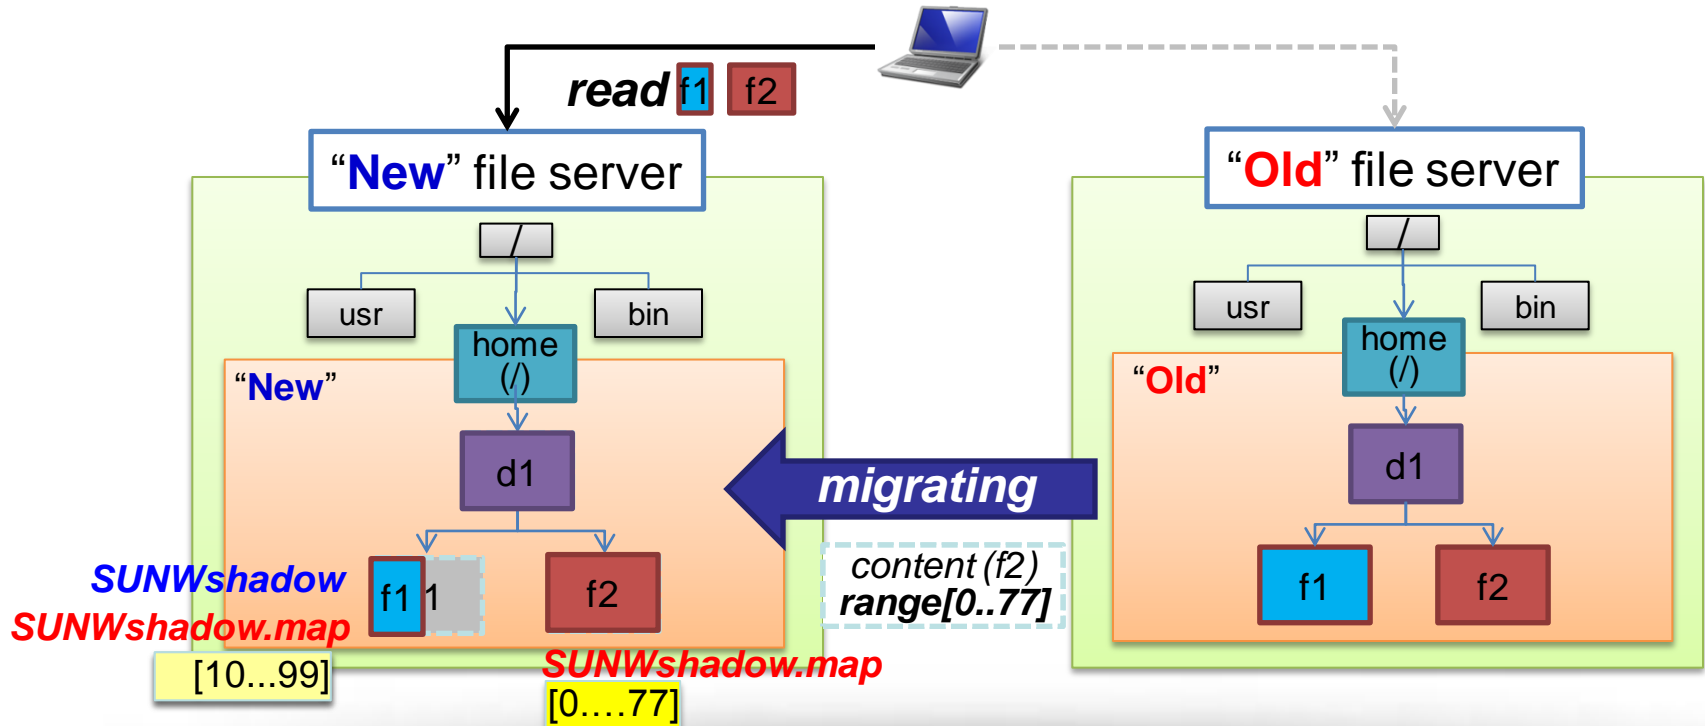 read f1 f2
“New” file server
/
usr
bin
home
(/)
“New”
d1
f1 1
f2
SUNWshadow
SUNWshadow.map
[10...99]
SUNWshadow.map
[0....77]
migrating
content (f2)
range[0..77]
“Old” file server
/
usr
bin
home
(/)
“Old”
d1
f1
f2